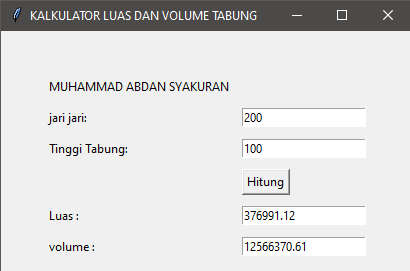 KALKULATOR LUAS DAN VOLUME TABUNG
MUHAMMAD ABDAN SYAKURAN
jari jari: 200
Tinggi Tabung: 100
Hitung
Luas : 376991.12
volume : 12566370.61